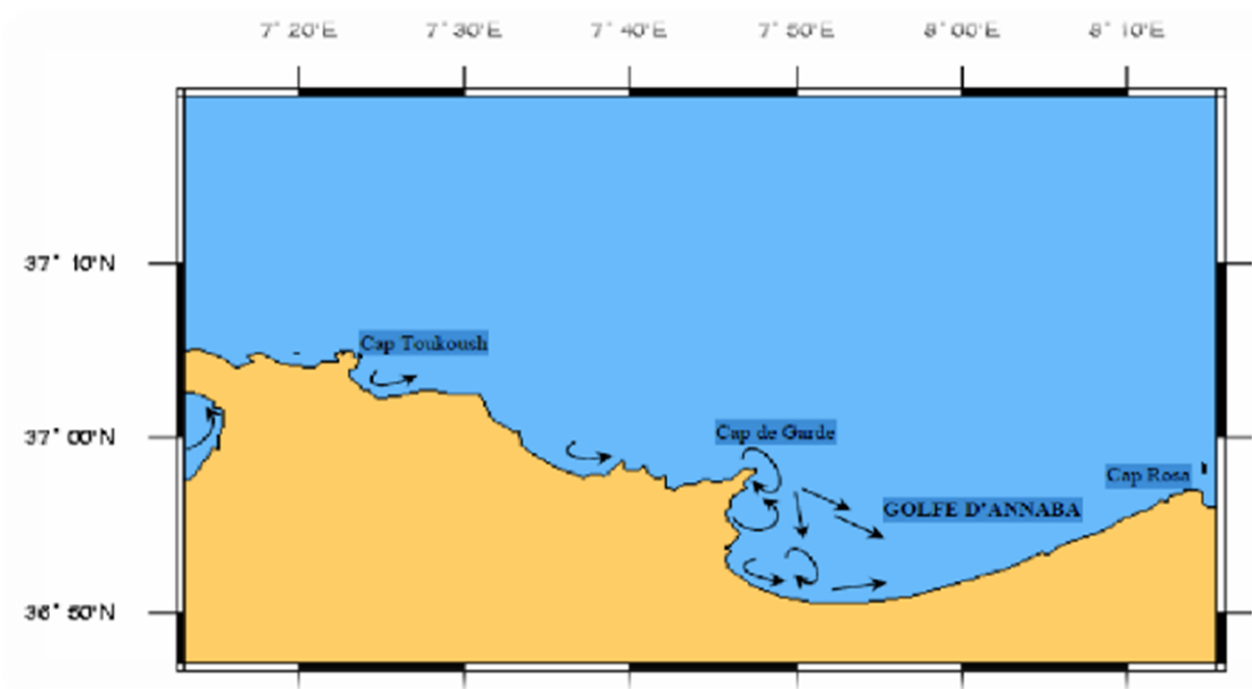 7° 20'E 7° 30'E 7° 40'E 7° 50'E 8° 00'E 8° 10'E
37° 10'N
Cap Toukoush
37° 00'N
Cap de Garde
Cap Rosa
GOLFE D'ANNABA
36° 50'N